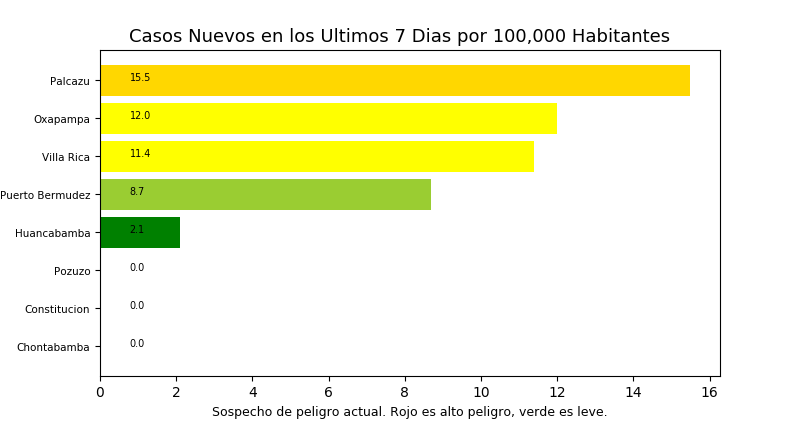 Casos Nuevos en los Ultimos 7 Dias por 100,000 Habitantes
Palcazu 15.5
Oxapampa 12.0
Villa Rica 11.4
Puerto Bermudez 8.7
Huancabamba 2.1
Pozuzo 0.0
Constitucion 0.0
Chontabamba 0.0
0 2 4 6 8 10 12 14 16
Sospecho de peligro actual. Rojo es alto peligro, verde es leve.